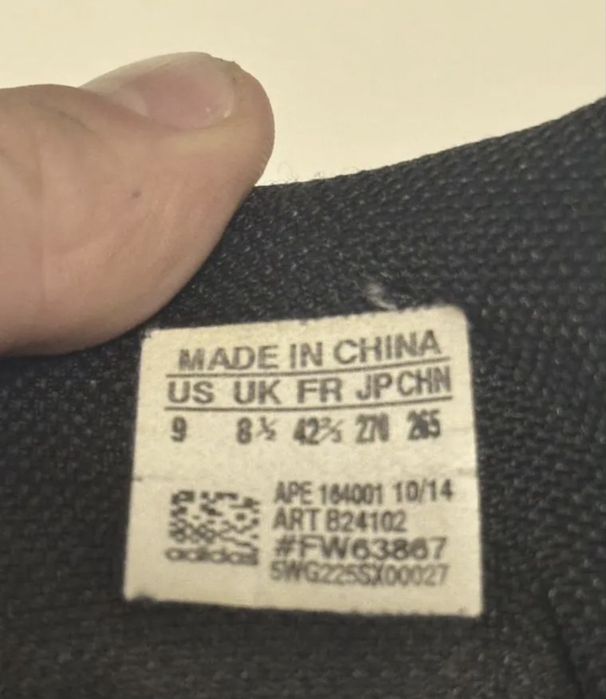 MADE IN CHINA
US UK FR JP CHN
9 8½ 42⅔ 270 265
APE 184001 10/14
ART B24102
#FW63867
5WG225SX00027
adidas